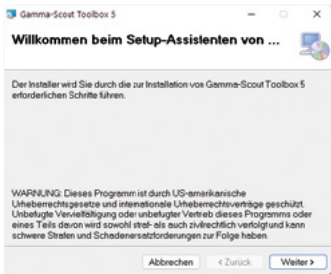 Gamma-Scout Toolbox 5
Willkommen beim Setup-Assistenten von ...
Der Installer wird Sie durch die zur Installation von Gamma-Scout Toolbox 5
erforderlichen Schritte führen.
WARNUNG: Dieses Programm ist durch US-amerikanische
Urheberrechtsgesetze und internationale Urheberrechtsverträge geschützt.
Unbefugte Vervielfältigung oder unbefugter Vertrieb dieses Programms oder
eines Teils davon wird sowohl straf- als auch zivilrechtlich verfolgt und kann
schwere Strafen und Schadenersatzforderungen zur Folge haben.
Abbrechen < Zurück Weiter >